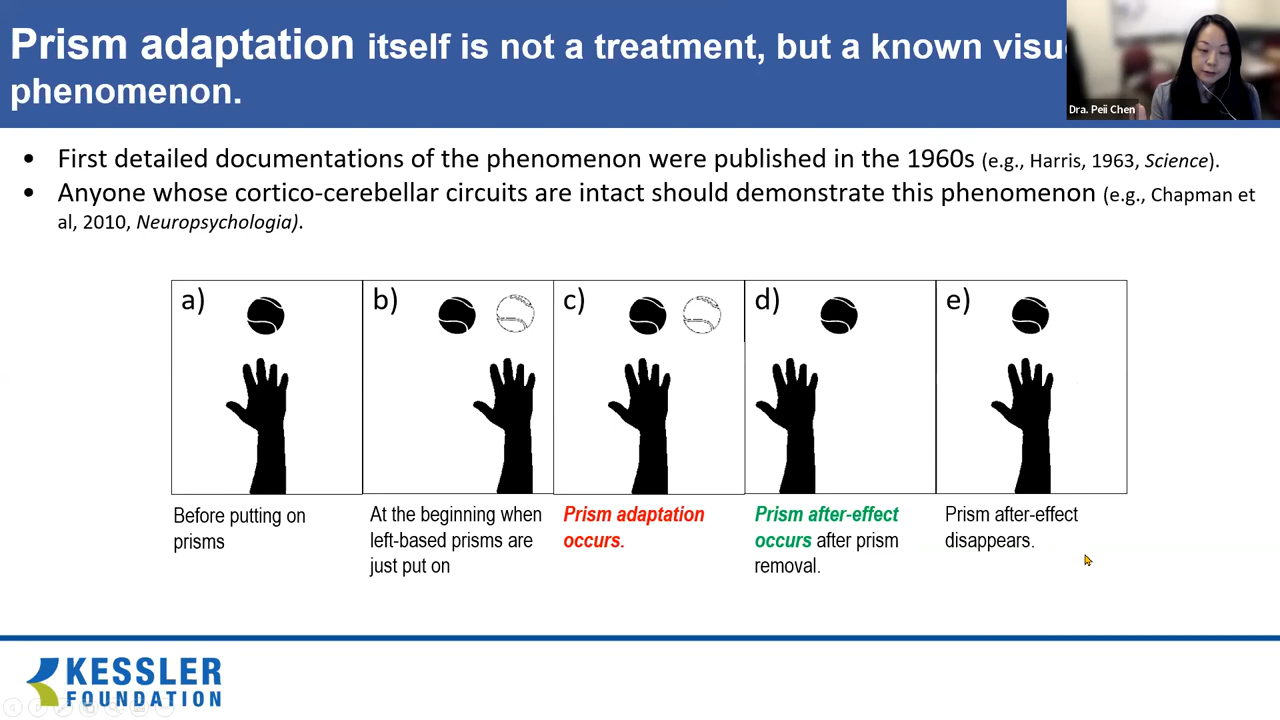 Prism adaptation itself is not a treatment, but a known
phenomenon.
Dra. Peii Chen
• First detailed documentations of the phenomenon were published in the 1960s (e.g., Harris, 1963, Science).
• Anyone whose cortico-cerebellar circuits are intact should demonstrate this phenomenon (e.g., Chapman et
al, 2010, Neuropsychologia).
a)
b)
c)
d)
e)
Before putting on
prisms
At the beginning when
left-based prisms are
just put on
Prism adaptation
occurs.
Prism after-effect
occurs after prism
removal.
Prism after-effect
disappears.
KESSLER
FOUNDATION